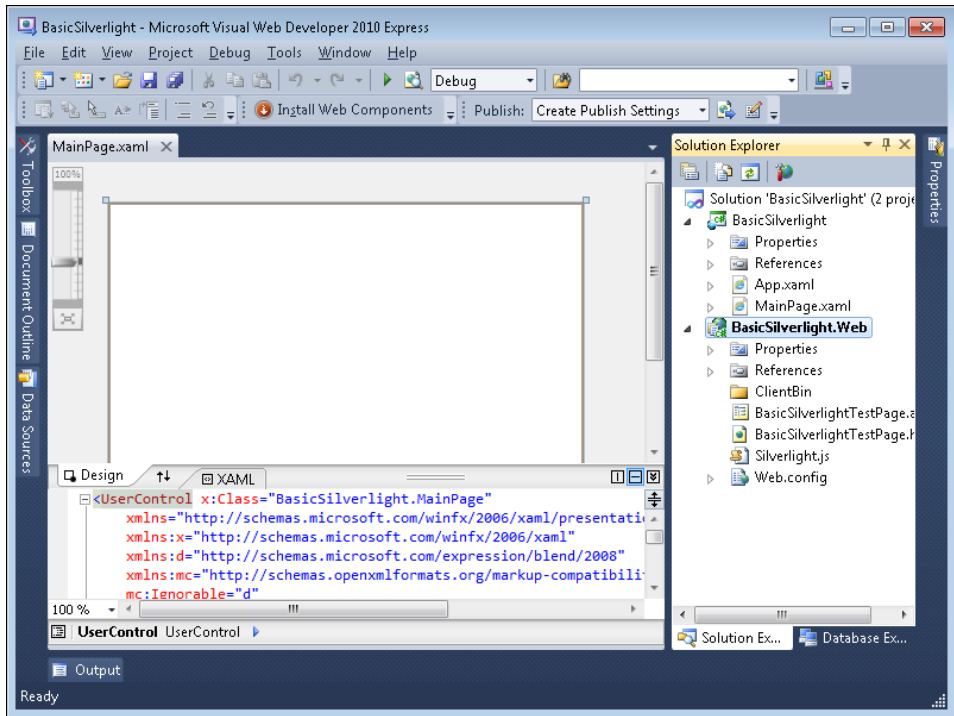 BasicSilverlight - Microsoft Visual Web Developer 2010 Express
File Edit View Project Debug Tools Window Help
Debug
Install Web Components Publish: Create Publish Settings
Toolbox
Document Outline
Data Sources
MainPage.xaml
100%
Design XAML
<UserControl x:Class="BasicSilverlight.MainPage"
xmlns="http://schemas.microsoft.com/winfx/2006/xaml/presentati
xmlns:x="http://schemas.microsoft.com/winfx/2006/xaml"
xmlns:d="http://schemas.microsoft.com/expression/blend/2008"
xmlns:mc="http://schemas.openxmlformats.org/markup-compatibili
mc:Ignorable="d"
100 %
UserControl UserControl
Solution Explorer
Solution 'BasicSilverlight' (2 proje
BasicSilverlight
Properties
References
App.xaml
MainPage.xaml
BasicSilverlight.Web
Properties
References
ClientBin
BasicSilverlightTestPage.a
BasicSilverlightTestPage.h
Silverlight.js
Web.config
Solution Ex... Database Ex...
Properties
Output
Ready